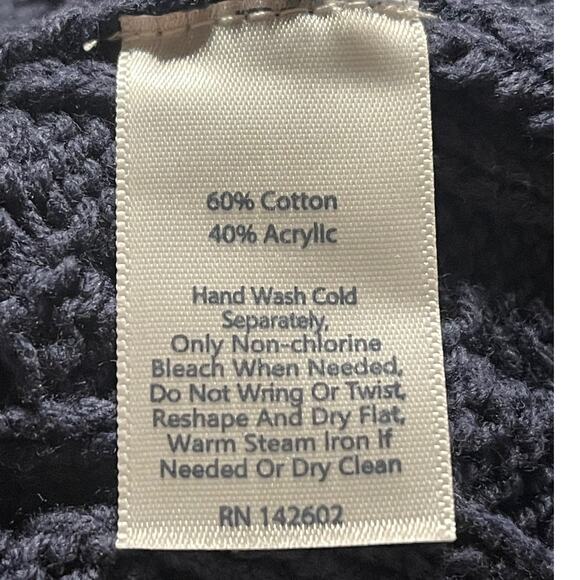 60% Cotton
40% Acrylic
Hand Wash Cold
Separately,
Only Non-chlorine
Bleach When Needed,
Do Not Wring Or Twist,
Reshape And Dry Flat,
Warm Steam Iron If
Needed Or Dry Clean
RN 142602